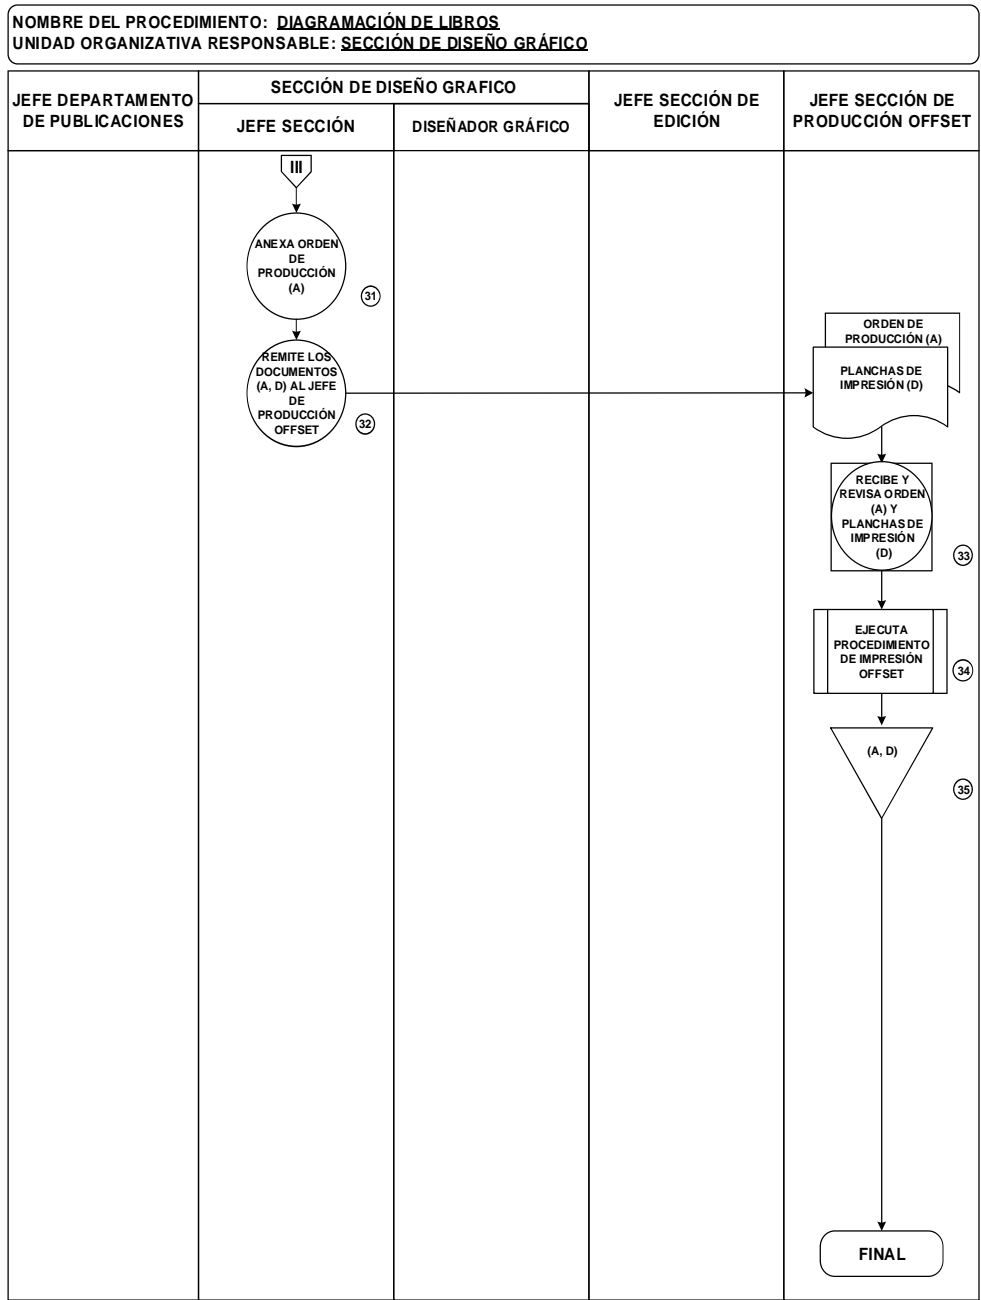 NOMBRE DEL PROCEDIMIENTO: DIAGRAMACIÓN DE LIBROS
UNIDAD ORGANIZATIVA RESPONSABLE: SECCIÓN DE DISEÑO GRÁFICO
JEFE DEPARTAMENTO
DE PUBLICACIONES
SECCIÓN DE DISEÑO GRAFICO
JEFE SECCIÓN
DISEÑADOR GRÁFICO
JEFE SECCIÓN DE
EDICIÓN
JEFE SECCIÓN DE
PRODUCCIÓN OFFSET
III
ANEXA ORDEN
DE
PRODUCCIÓN
(A)
31
REMITE LOS
DOCUMENTOS
(A, D) AL JEFE
DE
PRODUCCIÓN
OFFSET
32
ORDEN DE
PRODUCCIÓN (A)
PLANCHAS DE
IMPRESIÓN (D)
RECIBE Y
REVISA ORDEN
(A) Y
PLANCHAS DE
IMPRESIÓN
(D)
33
EJECUTA
PROCEDIMIENTO
DE IMPRESIÓN
OFFSET
34
(A, D)
35
FINAL